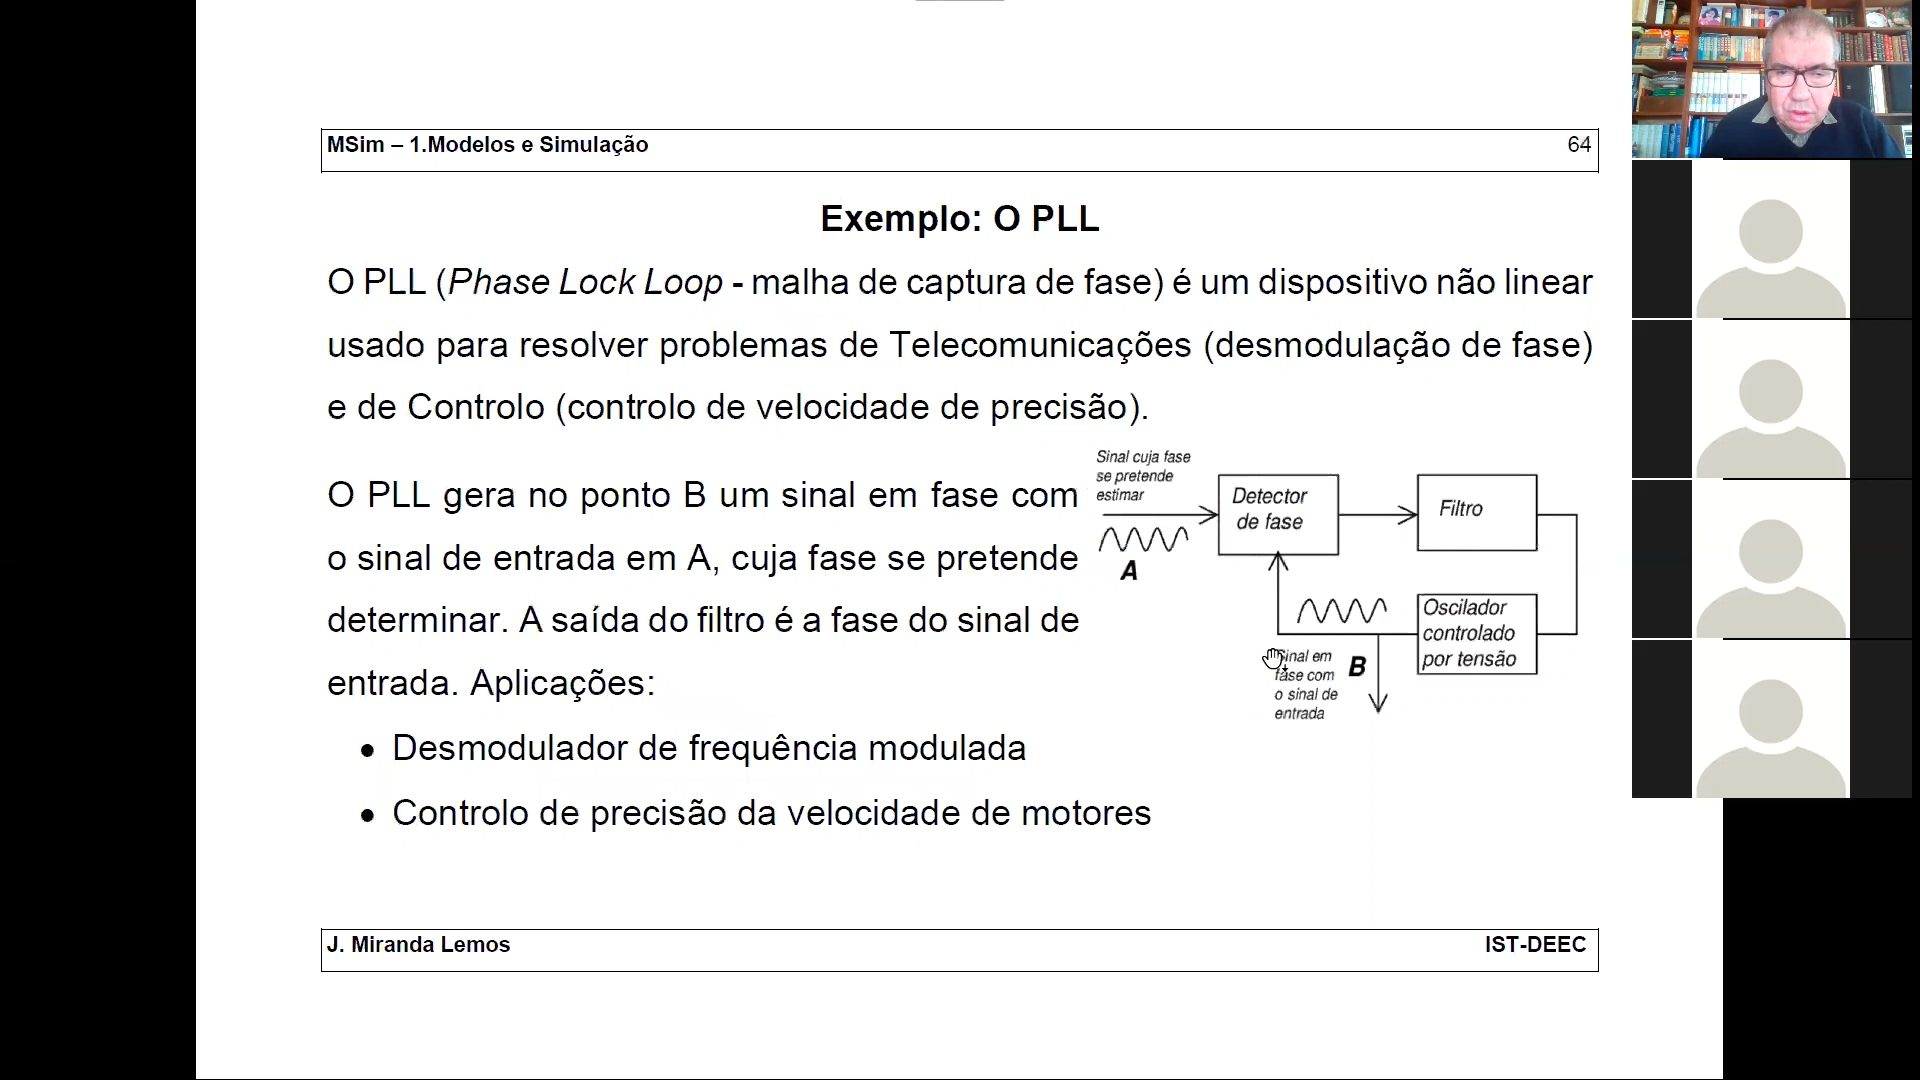 MSim – 1.Modelos e Simulação 64
Exemplo: O PLL
O PLL (Phase Lock Loop - malha de captura de fase) é um dispositivo não linear
usado para resolver problemas de Telecomunicações (desmodulação de fase)
e de Controlo (controlo de velocidade de precisão).
O PLL gera no ponto B um sinal em fase com
o sinal de entrada em A, cuja fase se pretende
determinar. A saída do filtro é a fase do sinal de
entrada. Aplicações:
• Desmodulador de frequência modulada
• Controlo de precisão da velocidade de motores
Sinal cuja fase
se pretende
estimar
A
Detector
de fase
Filtro
Oscilador
controlado
por tensão
Sinal em
fase com
o sinal de
entrada
B
J. Miranda Lemos IST-DEEC